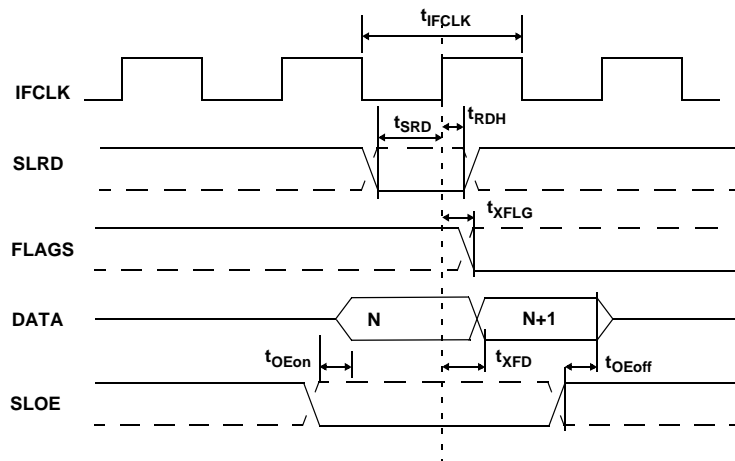 tIFCLK
IFCLK
tSRD
tRDH
SLRD
tXFLG
FLAGS
DATA
N
N+1
tOEon
tXFD
tOEoff
SLOE